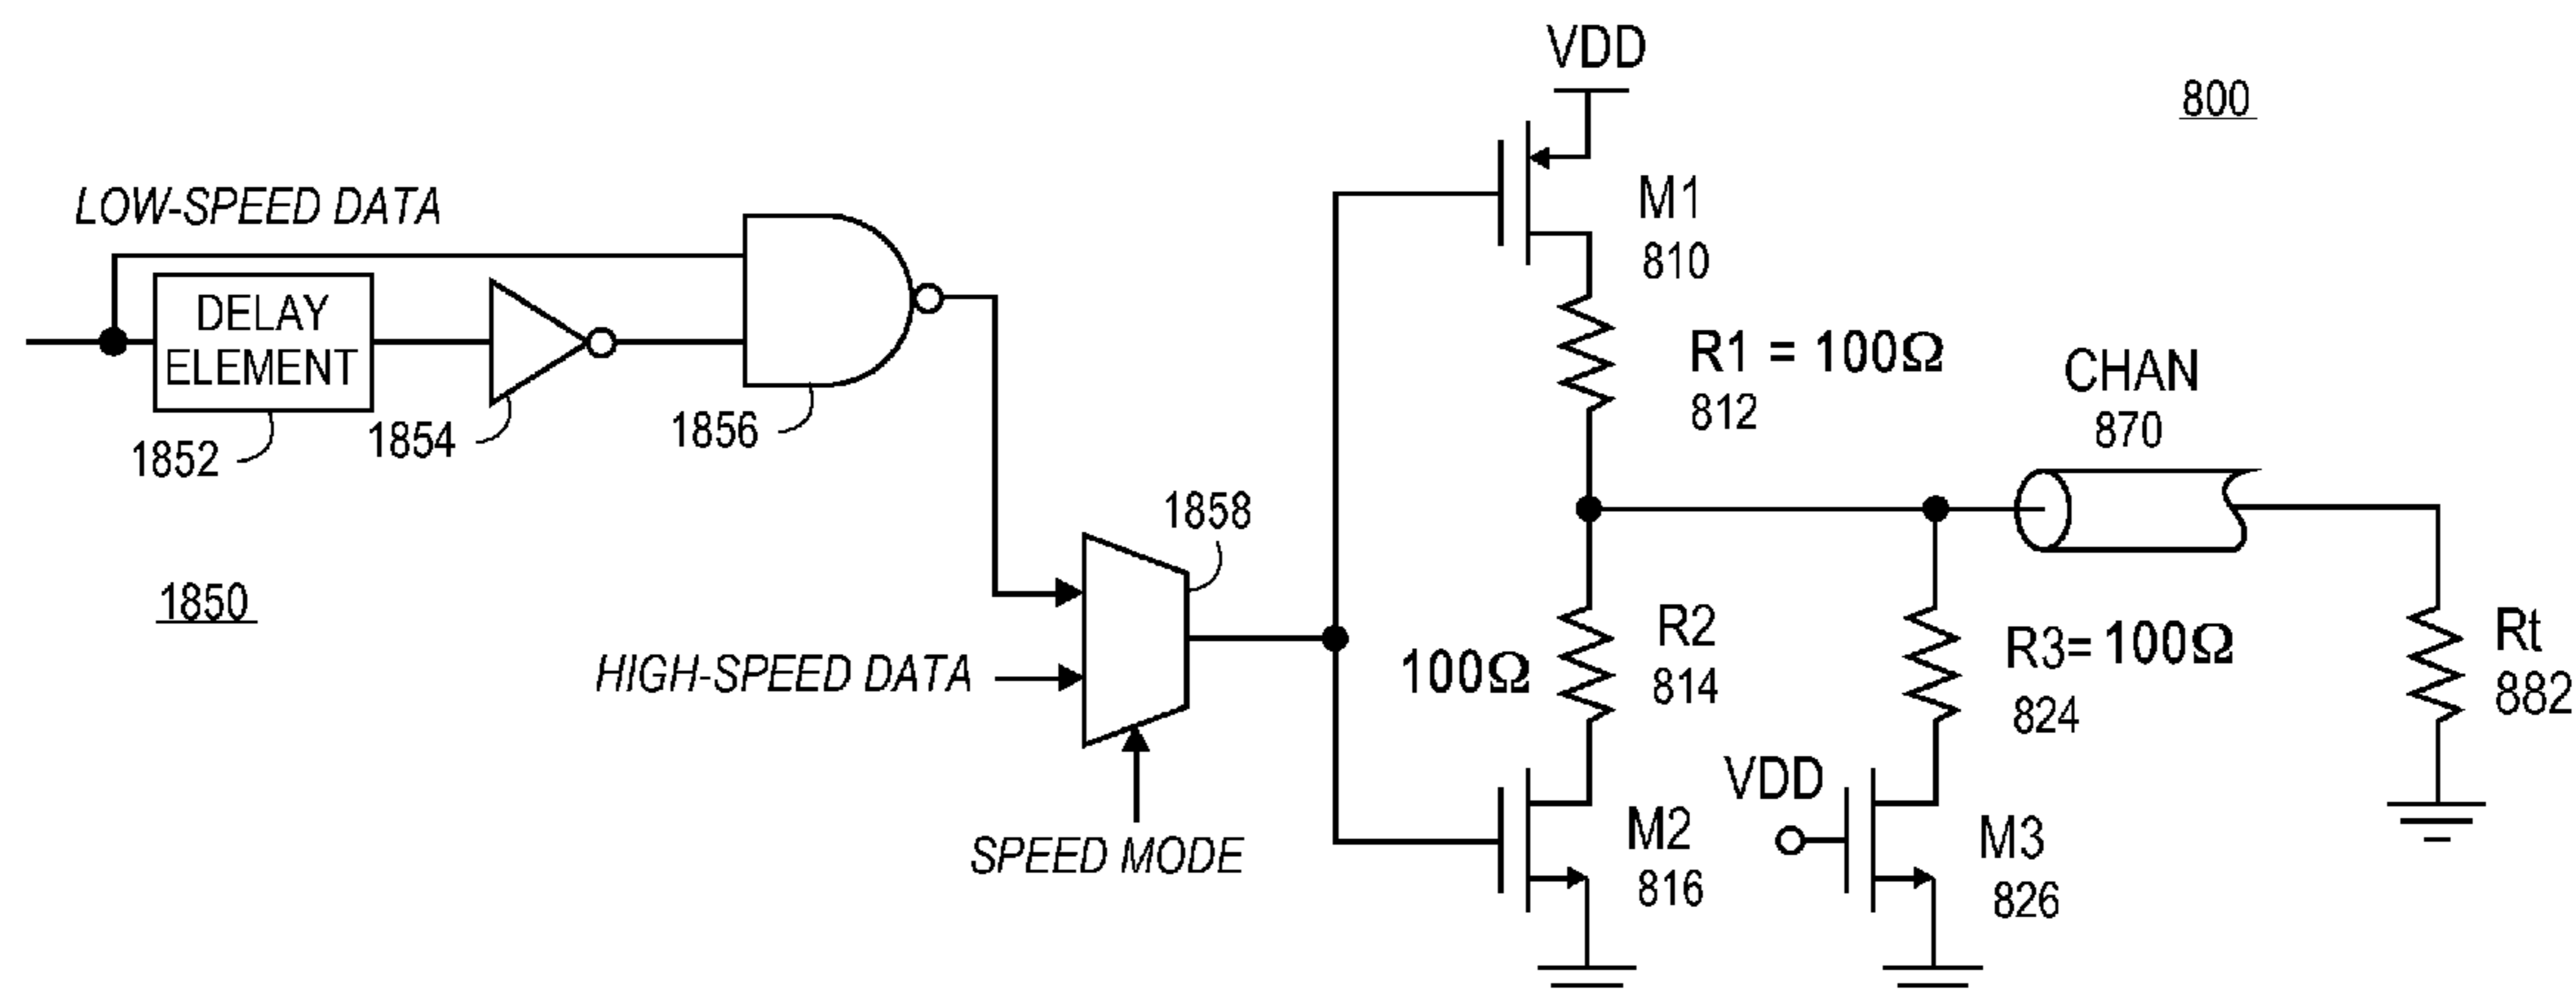 VDD
800
LOW-SPEED DATA
M1
810
DELAY
ELEMENT
1852
1854
1856
R1 = 100Ω
812
CHAN
870
1858
1850
HIGH-SPEED DATA
SPEED MODE
100Ω
R2
814
R3= 100Ω
824
Rt
882
VDD
M2
816
M3
826